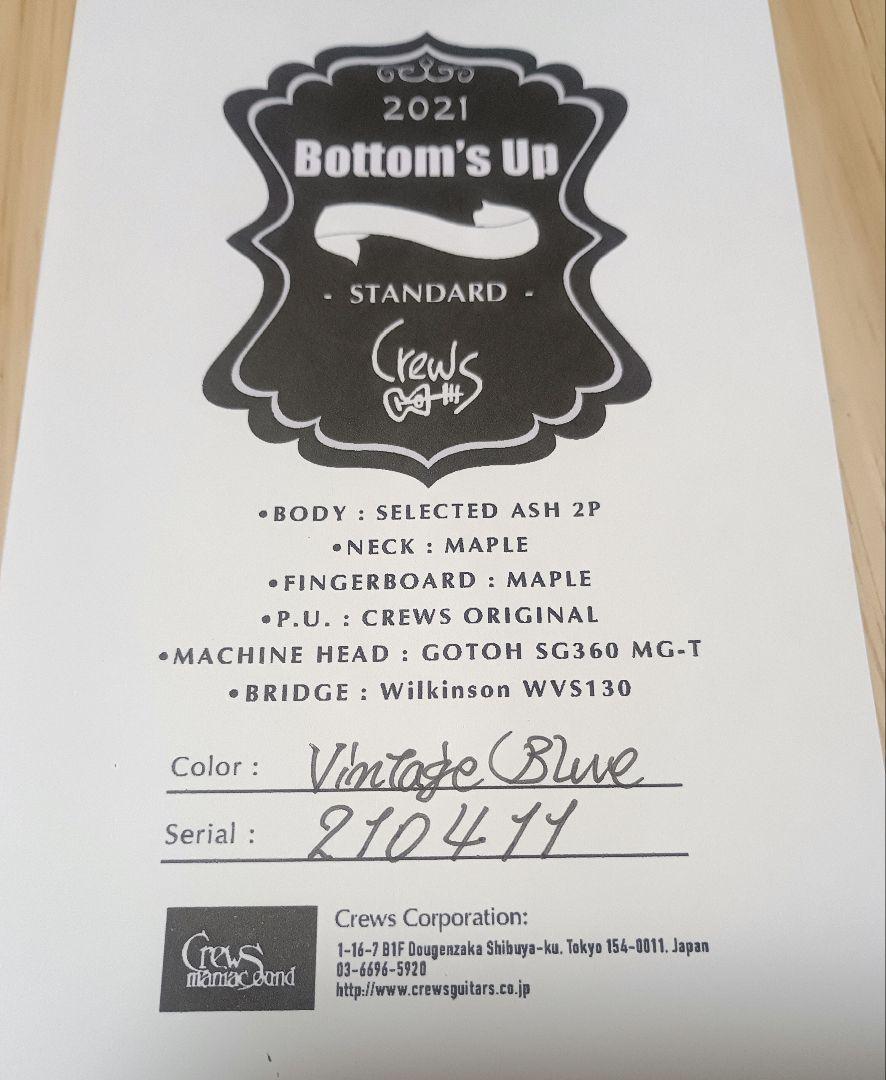 2021
Bottom's Up
- STANDARD -
Crews
•BODY : SELECTED ASH 2P
•NECK : MAPLE
•FINGERBOARD : MAPLE
•P.U. : CREWS ORIGINAL
•MACHINE HEAD : GOTOH SG360 MG-T
•BRIDGE : Wilkinson WVS130
Color : Vintage Blue
Serial : 210411
Crews
maniac sound
Crews Corporation:
1-16-7 B1F Dougenzaka Shibuya-ku. Tokyo 154-0011. Japan
03-6696-5920
http://www.crewsguitars.co.jp